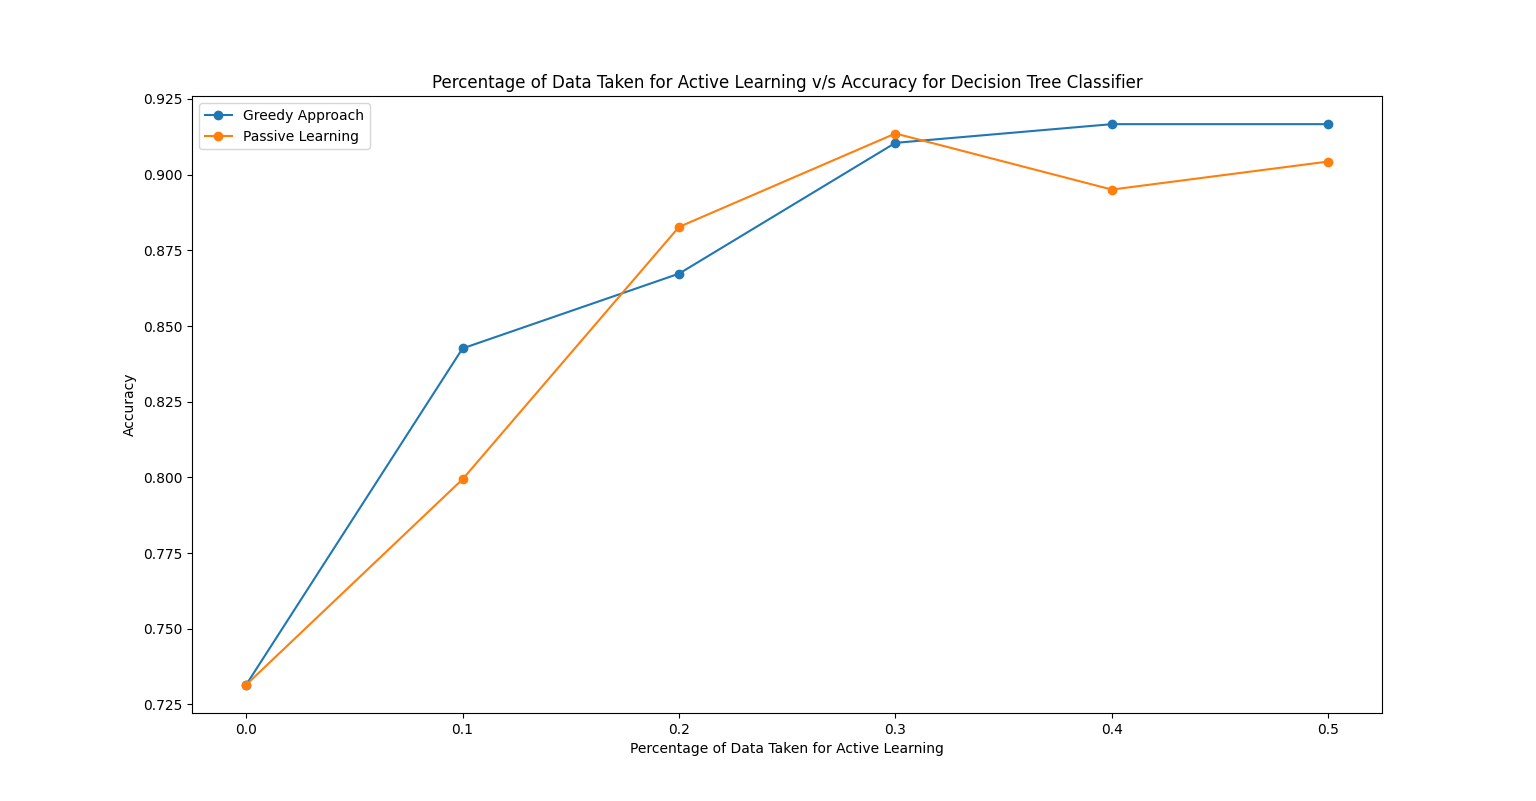 Percentage of Data Taken for Active Learning v/s Accuracy for Decision Tree Classifier
Greedy Approach
Passive Learning
0.925
0.900
0.875
0.850
0.825
0.800
0.775
0.750
0.725
Accuracy
0.0 0.1 0.2 0.3 0.4 0.5
Percentage of Data Taken for Active Learning